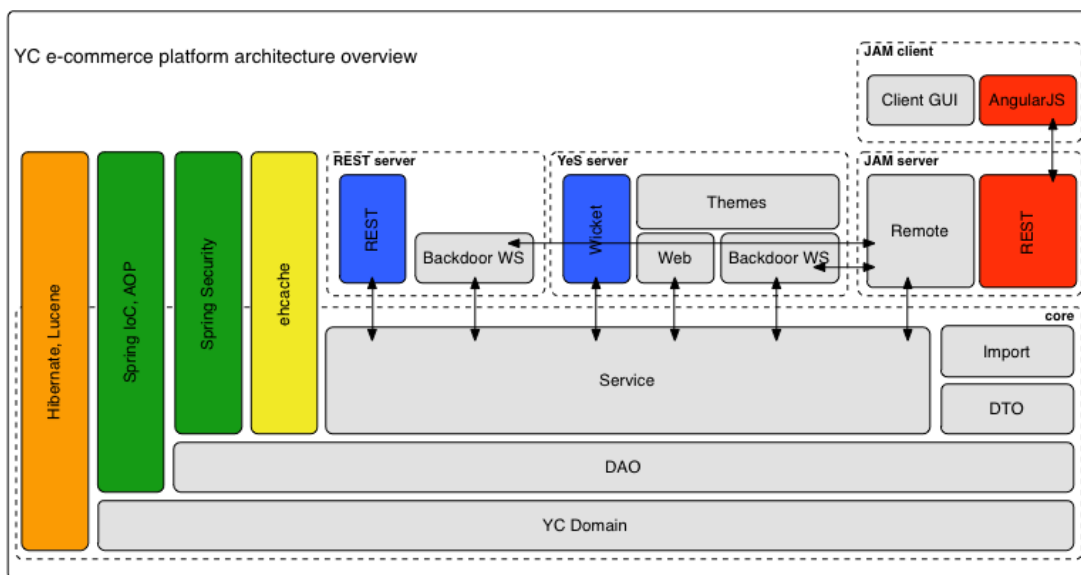 YC e-commerce platform architecture overview
JAM client
Client GUI
AngularJS
REST server
YeS server
JAM server
Hibernate, Lucene
Spring IoC, AOP
Spring Security
ehcache
REST
Backdoor WS
Wicket
Themes
Web
Backdoor WS
Remote
REST
core
Service
Import
DTO
DAO
YC Domain